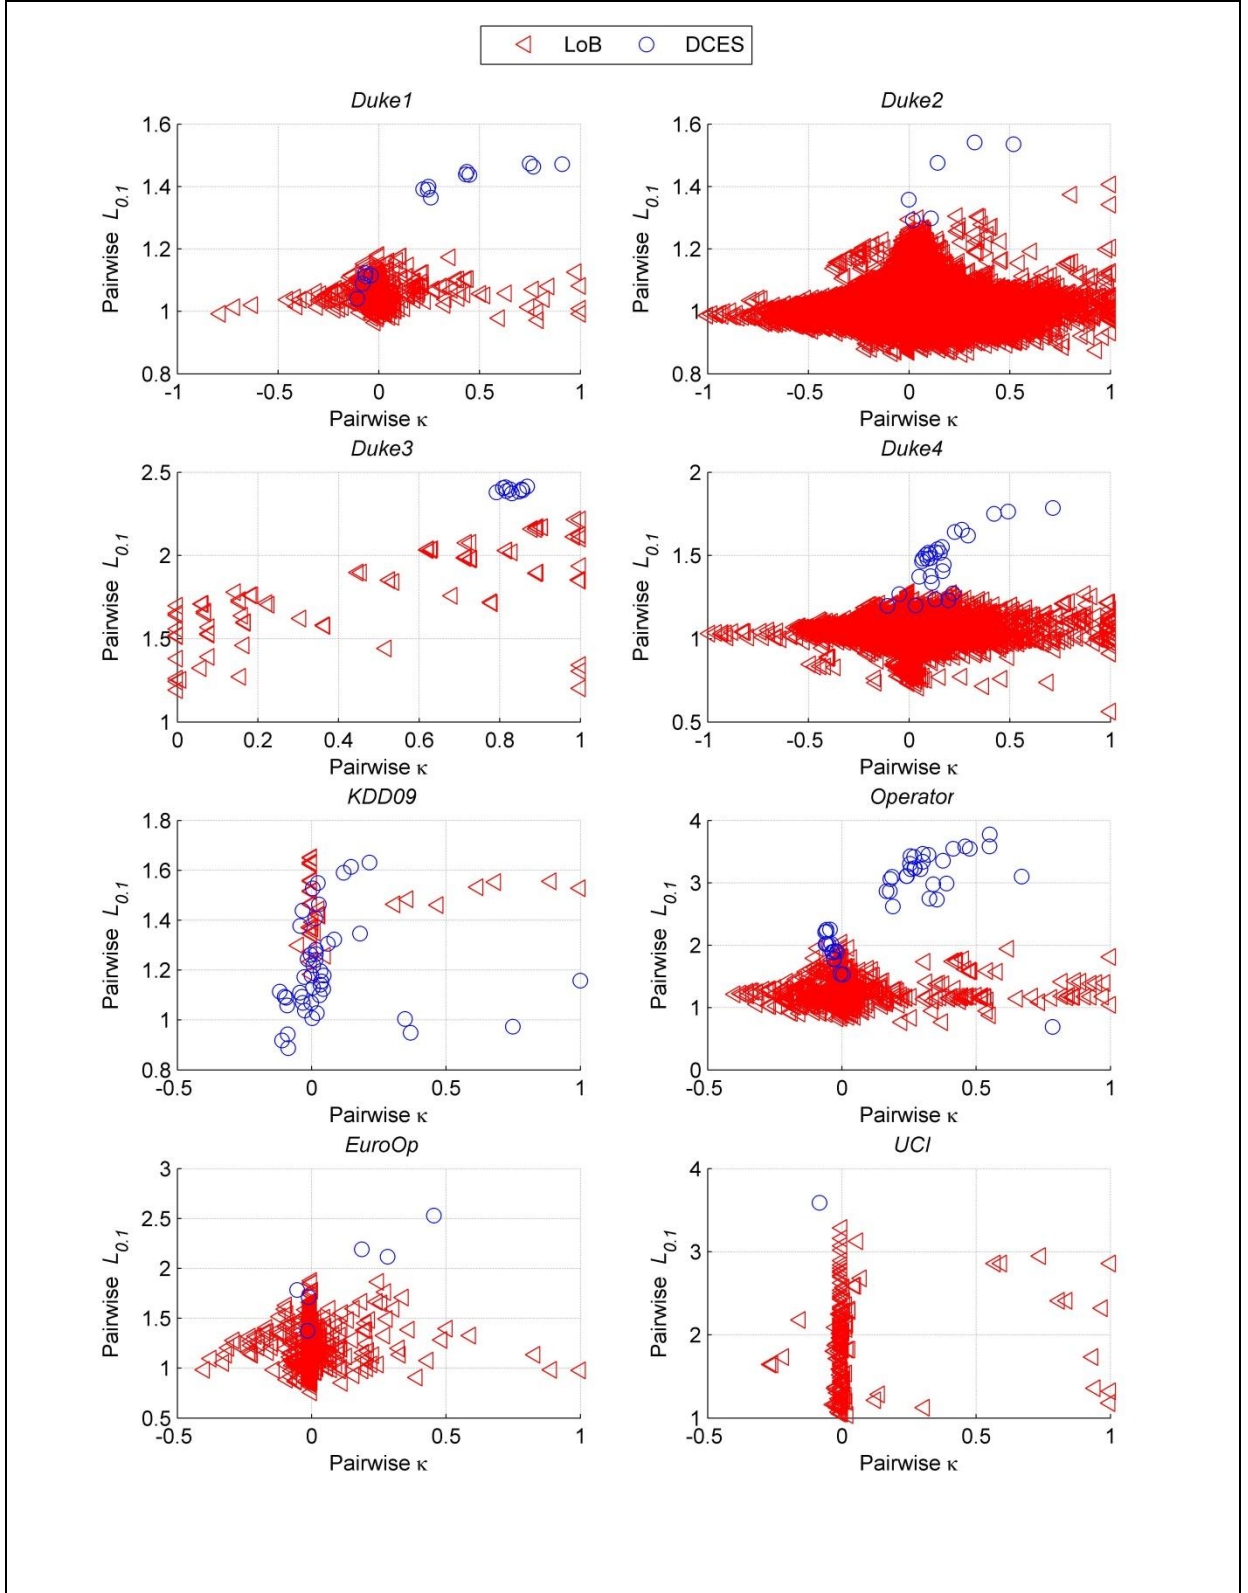 LoB DCES
Duke1
1.6
1.4
1.2
1
0.8
-1 -0.5 0 0.5 1
Pairwise L0.1
Pairwise κ
Duke2
1.6
1.4
1.2
1
0.8
-1 -0.5 0 0.5 1
Pairwise L0.1
Pairwise κ
Duke3
2.5
2
1.5
1
0 0.2 0.4 0.6 0.8 1
Pairwise L0.1
Pairwise κ
Duke4
2
1.5
1
0.5
-1 -0.5 0 0.5 1
Pairwise L0.1
Pairwise κ
KDD09
1.8
1.6
1.4
1.2
1
0.8
-0.5 0 0.5 1
Pairwise L0.1
Pairwise κ
Operator
4
3
2
1
0
-0.5 0 0.5 1
Pairwise L0.1
Pairwise κ
EuroOp
3
2.5
2
1.5
1
0.5
-0.5 0 0.5 1
Pairwise L0.1
Pairwise κ
UCI
4
3
2
1
-0.5 0 0.5 1
Pairwise L0.1
Pairwise κ